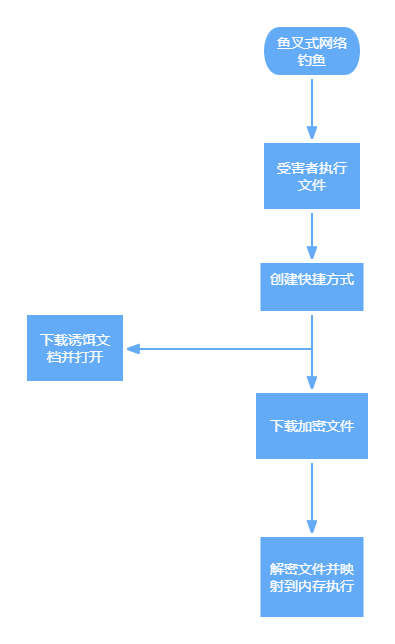 鱼叉式网络
钓鱼
受害者执行
文件
创建快捷方式
下载诱饵文
档并打开
下载加密文件
解密文件并映
射到内存执行